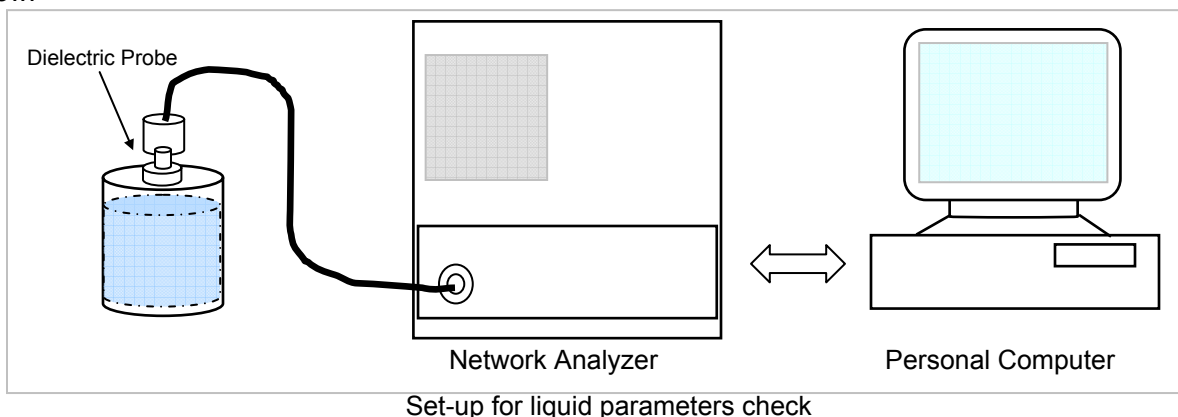 Dielectric Probe
Network Analyzer
Personal Computer
Set-up for liquid parameters check